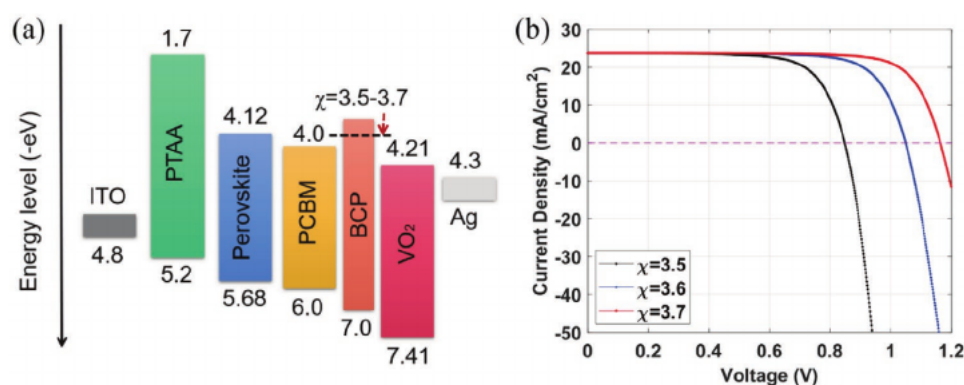 (a)
Energy level (-eV)
ITO
4.8
1.7
PTAA
5.2
4.12
Perovskite
5.68
4.0
PCBM
6.0
χ=3.5-3.7
BCP
7.0
4.21
VO₂
7.41
4.3
Ag
(b)
Current Density (mA/cm²)
30
20
10
0
-10
-20
-30
-40
-50
χ=3.5
χ=3.6
χ=3.7
0 0.2 0.4 0.6 0.8 1 1.2
Voltage (V)